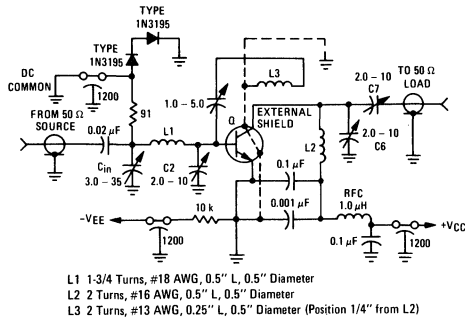 TYPE
1N3195
TYPE
1N3195
DC
COMMON
1200
L3
1.0 – 5.0
2.0 – 10
C7
TO 50 Ω
LOAD
FROM 50 Ω
SOURCE
91
Q
EXTERNAL
SHIELD
0.02 μF
L1
L2
2.0 – 10
C6
Cin
3.0 – 35
C2
2.0 – 10
0.1 μF
–VEE
10 k
0.001 μF
RFC
1.0 μH
+VCC
1200
0.1 μF
1200
L1 1-3/4 Turns, #18 AWG, 0.5″ L, 0.5″ Diameter
L2 2 Turns, #16 AWG, 0.5″ L, 0.5″ Diameter
L3 2 Turns, #13 AWG, 0.25″ L, 0.5″ Diameter (Position 1/4″ from L2)